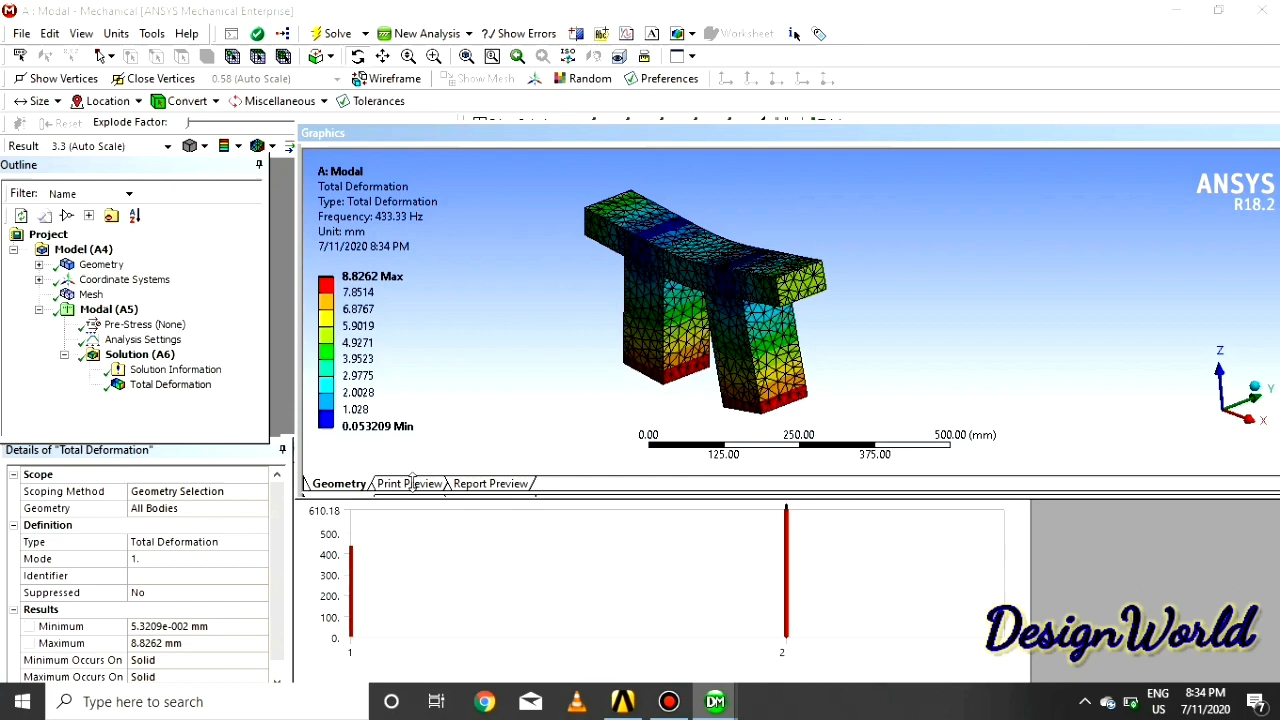 A : Modal - Mechanical [ANSYS Mechanical Enterprise]
File Edit View Units Tools Help Solve New Analysis ?/ Show Errors Worksheet
Show Vertices Close Vertices 0.58 (Auto Scale) Wireframe Show Mesh Random Preferences
Size Location Convert Miscellaneous Tolerances
Reset Explode Factor:
Result 3.3 (Auto Scale)
Graphics
Outline
Filter: Name
Project
Model (A4)
Geometry
Coordinate Systems
Mesh
Modal (A5)
Pre-Stress (None)
Analysis Settings
Solution (A6)
Solution Information
Total Deformation
A: Modal
Total Deformation
Type: Total Deformation
Frequency: 433.33 Hz
Unit: mm
7/11/2020 8:34 PM
8.8262 Max
7.8514
6.8767
5.9019
4.9271
3.9523
2.9775
2.0028
1.028
0.053209 Min
ANSYS
R18.2
Z
Y
X
0.00 250.00 500.00 (mm)
125.00 375.00
Geometry Print Preview Report Preview
Details of "Total Deformation"
Scope
Scoping Method Geometry Selection
Geometry All Bodies
Definition
Type Total Deformation
Mode 1.
Identifier
Suppressed No
Results
Minimum 5.3209e-002 mm
Maximum 8.8262 mm
Minimum Occurs On Solid
Maximum Occurs On Solid
610.18
500.
400.
300.
200.
100.
0.
1 2
DesignWorld
Type here to search
DM
ENG
US
8:34 PM
7/11/2020
7